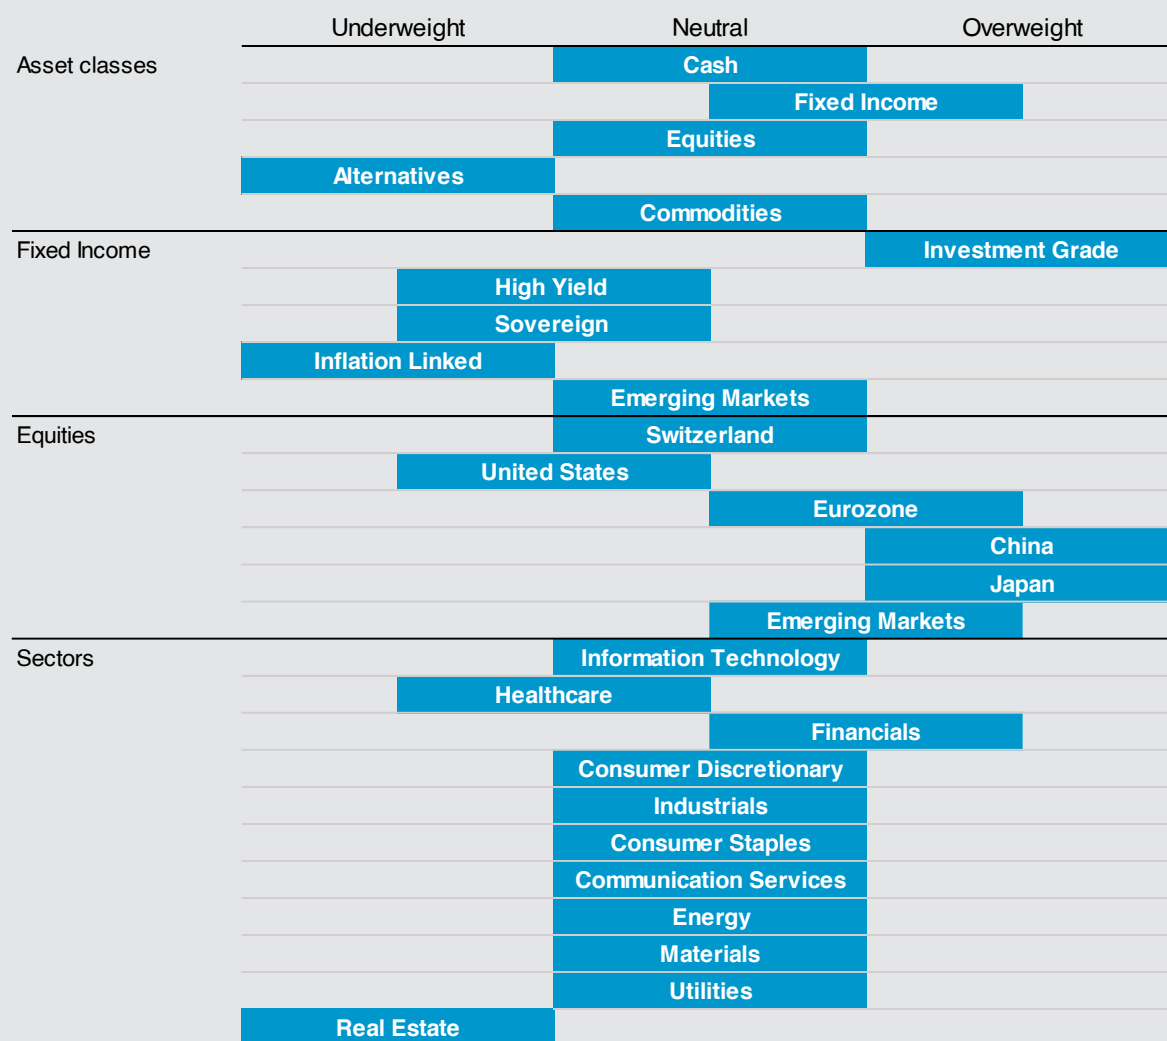 Underweight Neutral Overweight
Asset classes Cash
Fixed Income
Equities
Alternatives
Commodities
Fixed Income Investment Grade
High Yield
Sovereign
Inflation Linked
Emerging Markets
Equities Switzerland
United States
Eurozone
China
Japan
Emerging Markets
Sectors Information Technology
Healthcare
Financials
Consumer Discretionary
Industrials
Consumer Staples
Communication Services
Energy
Materials
Utilities
Real Estate